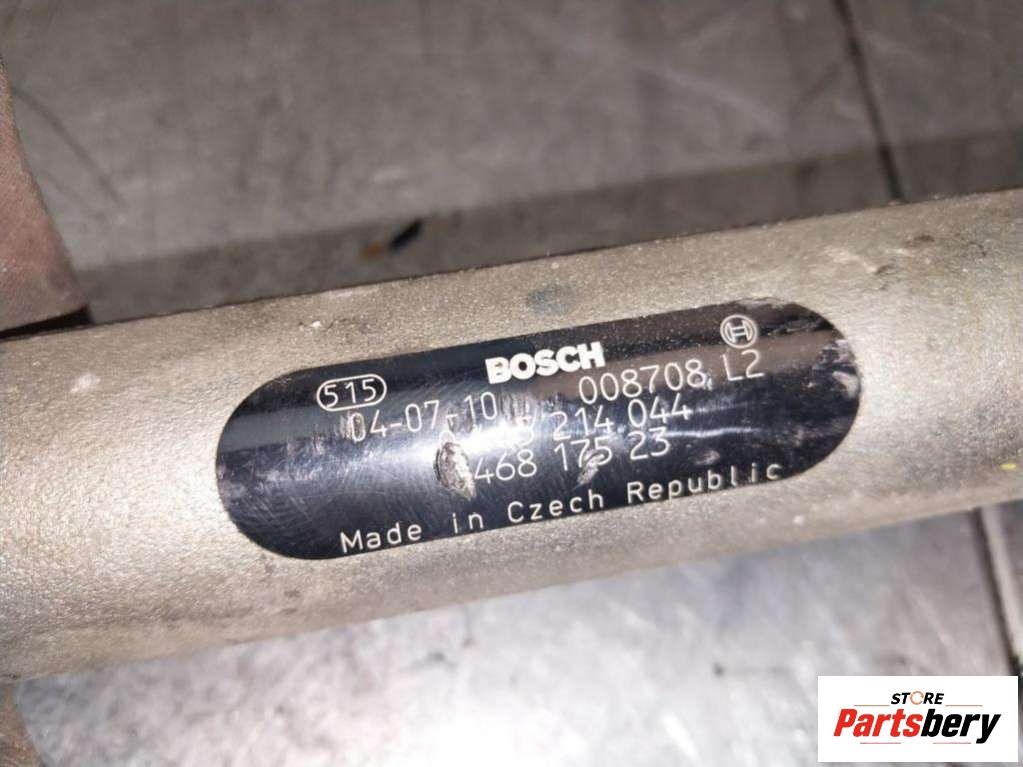 BOSCH
515
04-07-10 008708 L2
214 044
468 175 23
Made in Czech Republic
STORE
Partsbery